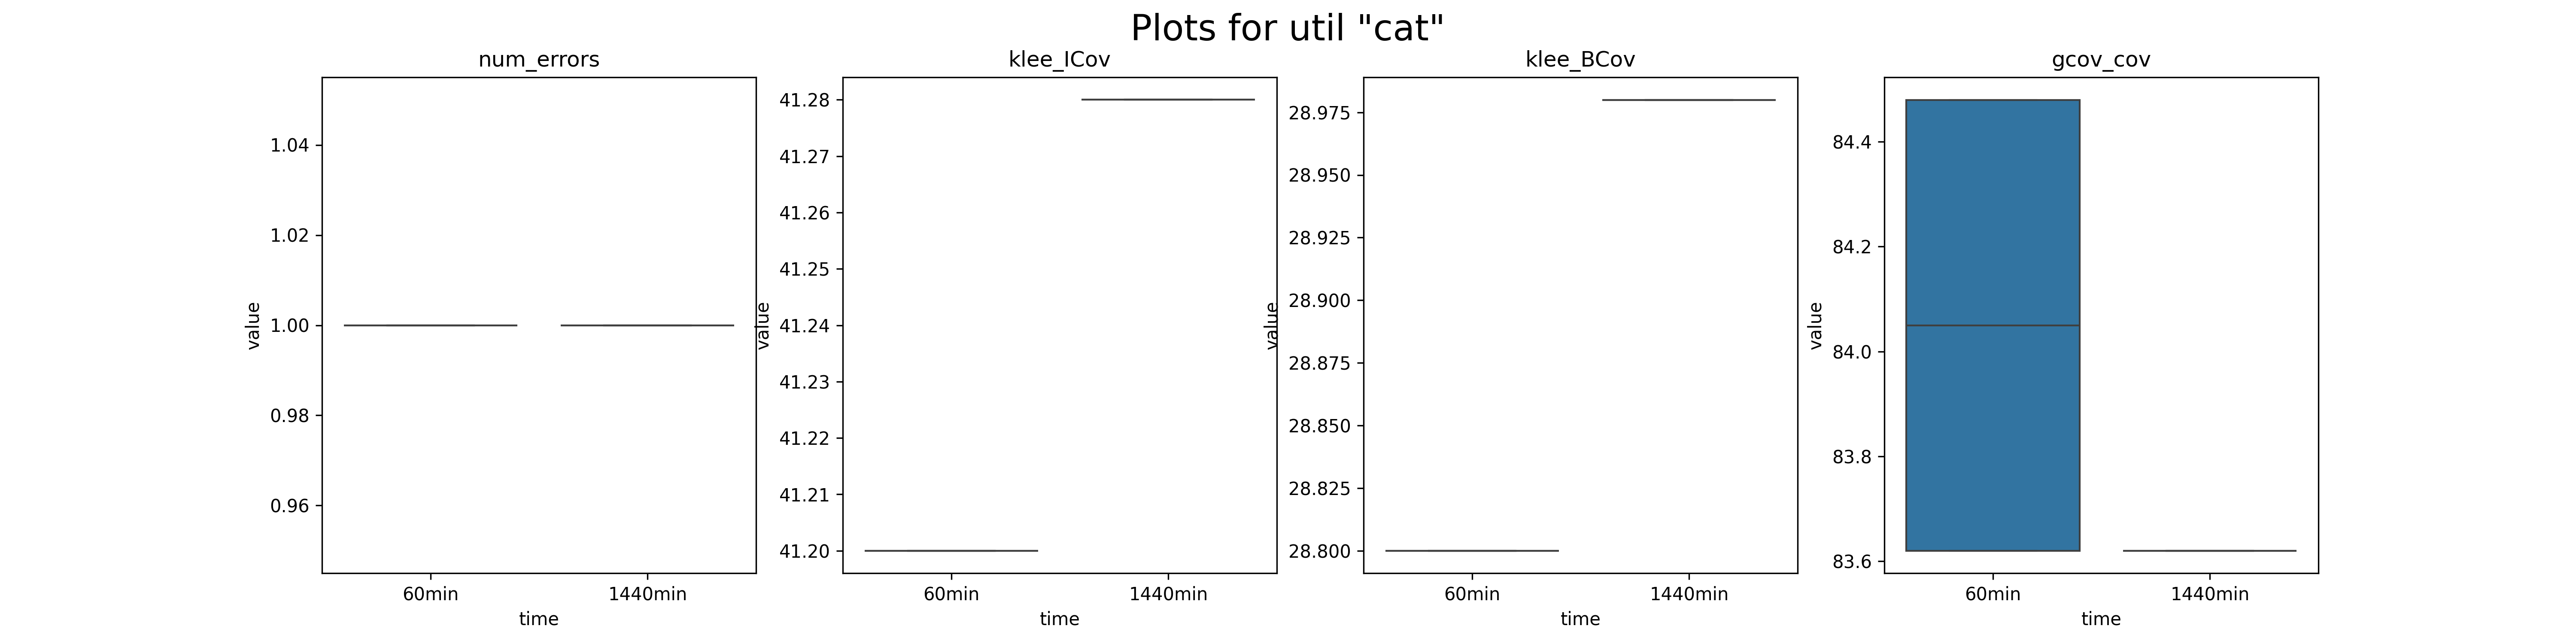 Plots for util "cat"
num_errors
klee_ICov
klee_BCov
gcov_cov
value
1.04
1.02
1.00
0.98
0.96
60min
1440min
time
value
41.28
41.27
41.26
41.25
41.24
41.23
41.22
41.21
41.20
60min
1440min
time
value
28.975
28.950
28.925
28.900
28.875
28.850
28.825
28.800
60min
1440min
time
value
84.4
84.2
84.0
83.8
83.6
60min
1440min
time